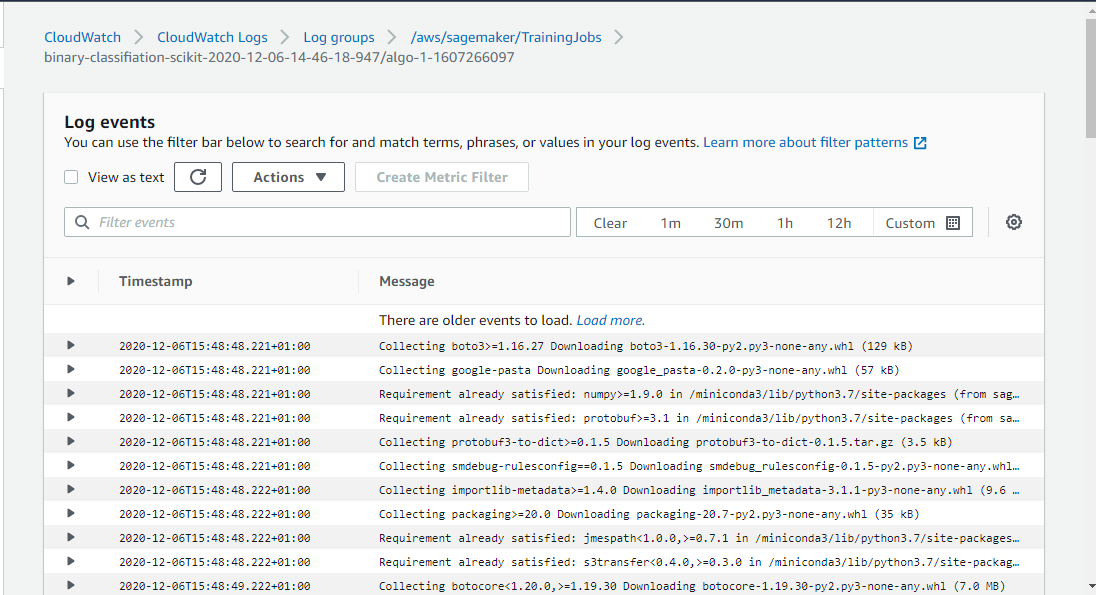 CloudWatch > CloudWatch Logs > Log groups > /aws/sagemaker/TrainingJobs >
binary-classifiation-scikit-2020-12-06-14-46-18-947/algo-1-1607266097
Log events
You can use the filter bar below to search for and match terms, phrases, or values in your log events. Learn more about filter patterns
View as text Actions Create Metric Filter
Filter events Clear 1m 30m 1h 12h Custom
Timestamp Message
There are older events to load. Load more.
2020-12-06T15:48:48.221+01:00 Collecting boto3>=1.16.27 Downloading boto3-1.16.30-py2.py3-none-any.whl (129 kB)
2020-12-06T15:48:48.221+01:00 Collecting google-pasta Downloading google_pasta-0.2.0-py3-none-any.whl (57 kB)
2020-12-06T15:48:48.221+01:00 Requirement already satisfied: numpy>=1.9.0 in /miniconda3/lib/python3.7/site-packages (from sag…
2020-12-06T15:48:48.221+01:00 Requirement already satisfied: protobuf>=3.1 in /miniconda3/lib/python3.7/site-packages (from sa…
2020-12-06T15:48:48.221+01:00 Collecting protobuf3-to-dict>=0.1.5 Downloading protobuf3-to-dict-0.1.5.tar.gz (3.5 kB)
2020-12-06T15:48:48.221+01:00 Collecting smdebug-rulesconfig==0.1.5 Downloading smdebug_rulesconfig-0.1.5-py2.py3-none-any.whl…
2020-12-06T15:48:48.222+01:00 Collecting importlib-metadata>=1.4.0 Downloading importlib_metadata-3.1.1-py3-none-any.whl (9.6 …
2020-12-06T15:48:48.222+01:00 Collecting packaging>=20.0 Downloading packaging-20.7-py2.py3-none-any.whl (35 kB)
2020-12-06T15:48:48.222+01:00 Requirement already satisfied: jmespath<1.0.0,>=0.7.1 in /miniconda3/lib/python3.7/site-packages…
2020-12-06T15:48:48.222+01:00 Requirement already satisfied: s3transfer<0.4.0,>=0.3.0 in /miniconda3/lib/python3.7/site-packag…
2020-12-06T15:48:49.222+01:00 Collecting botocore<1.20.0,>=1.19.30 Downloading botocore-1.19.30-py2.py3-none-any.whl (7.0 MB)